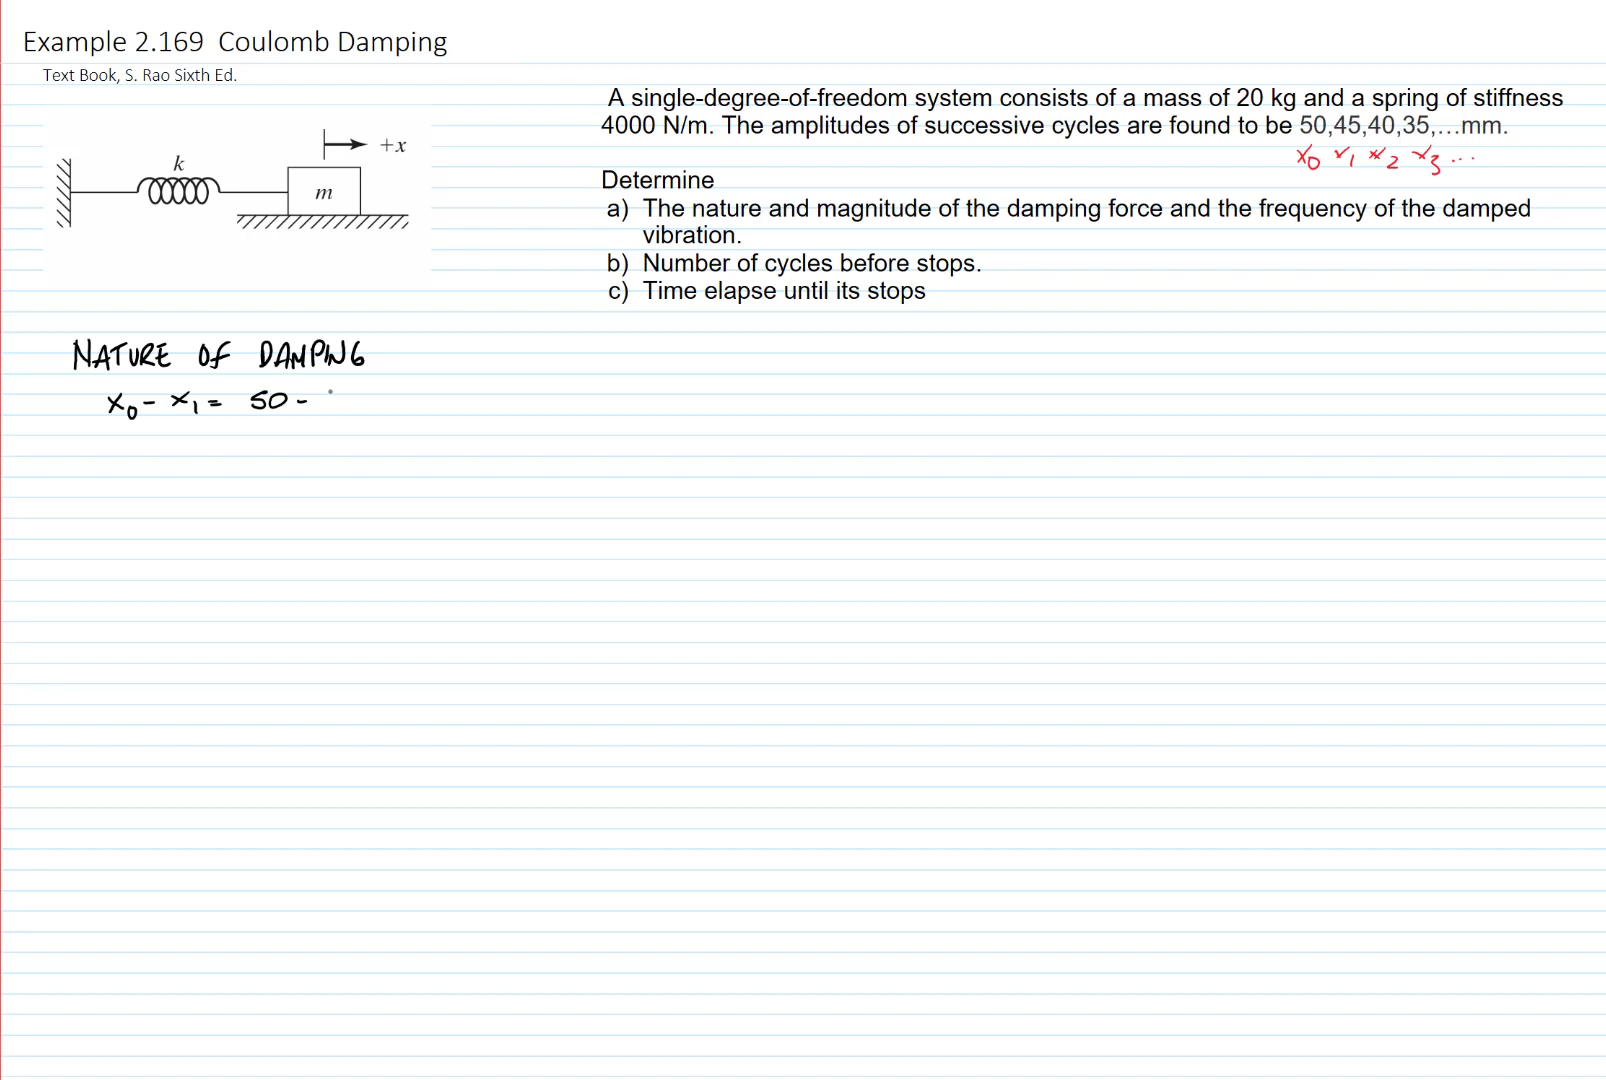 Example 2.169 Coulomb Damping
Text Book, S. Rao Sixth Ed.
A single-degree-of-freedom system consists of a mass of 20 kg and a spring of stiffness
4000 N/m. The amplitudes of successive cycles are found to be 50,45,40,35,...mm.
x0 x1 x2 x3 ...
Determine
a) The nature and magnitude of the damping force and the frequency of the damped
vibration.
b) Number of cycles before stops.
c) Time elapse until its stops
+x
k
m
NATURE OF DAMPING
x0 - x1 = 50 -